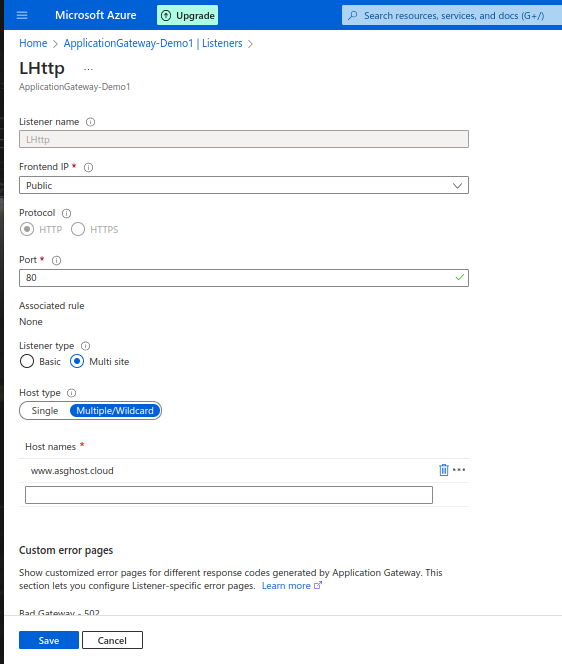 Microsoft Azure
Upgrade
Search resources, services, and docs (G+/)
Home > ApplicationGateway-Demo1 | Listeners >
LHttp ...
ApplicationGateway-Demo1
Listener name
LHttp
Frontend IP *
Public
Protocol
HTTP HTTPS
Port *
80
Associated rule
None
Listener type
Basic Multi site
Host type
Single Multiple/Wildcard
Host names *
www.asghost.cloud
Custom error pages
Show customized error pages for different response codes generated by Application Gateway. This
section lets you configure Listener-specific error pages. Learn more
Bad Gateway - 502
Save Cancel